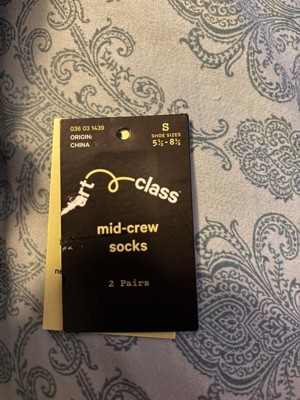 036 03 1439
ORIGIN:
CHINA
S
SHOE SIZES
5½ - 8½
art class
mid-crew
socks
2 Pairs